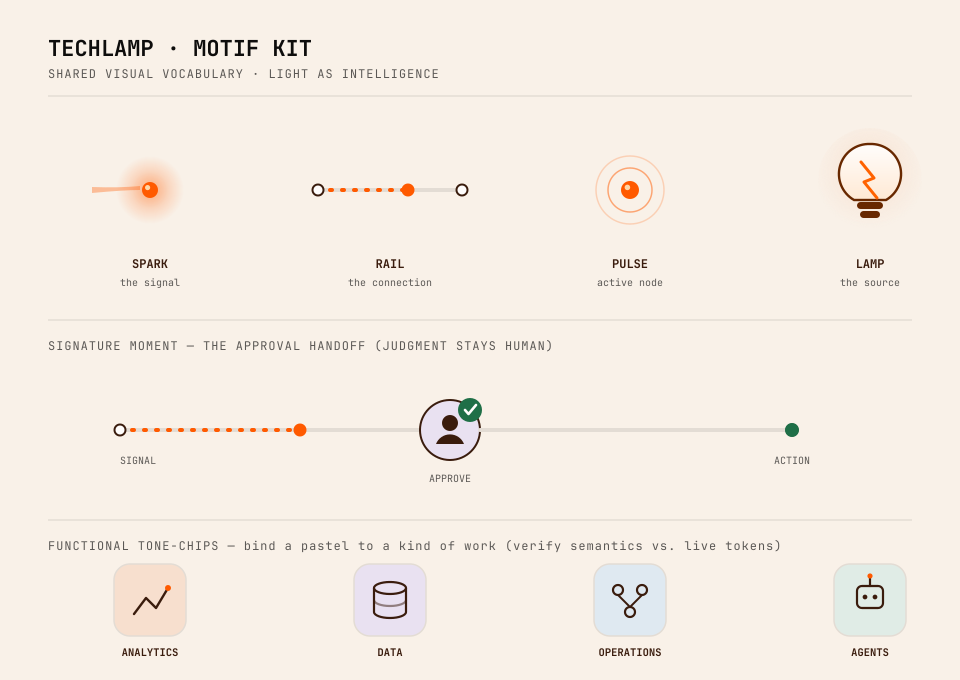 TECHLAMP · MOTIF KIT
SHARED VISUAL VOCABULARY · LIGHT AS INTELLIGENCE
SPARK
the signal
RAIL
the connection
PULSE
active node
LAMP
the source
SIGNATURE MOMENT — THE APPROVAL HANDOFF (JUDGMENT STAYS HUMAN)
SIGNAL
APPROVE
ACTION
FUNCTIONAL TONE-CHIPS — bind a pastel to a kind of work (verify semantics vs. live tokens)
ANALYTICS
DATA
OPERATIONS
AGENTS